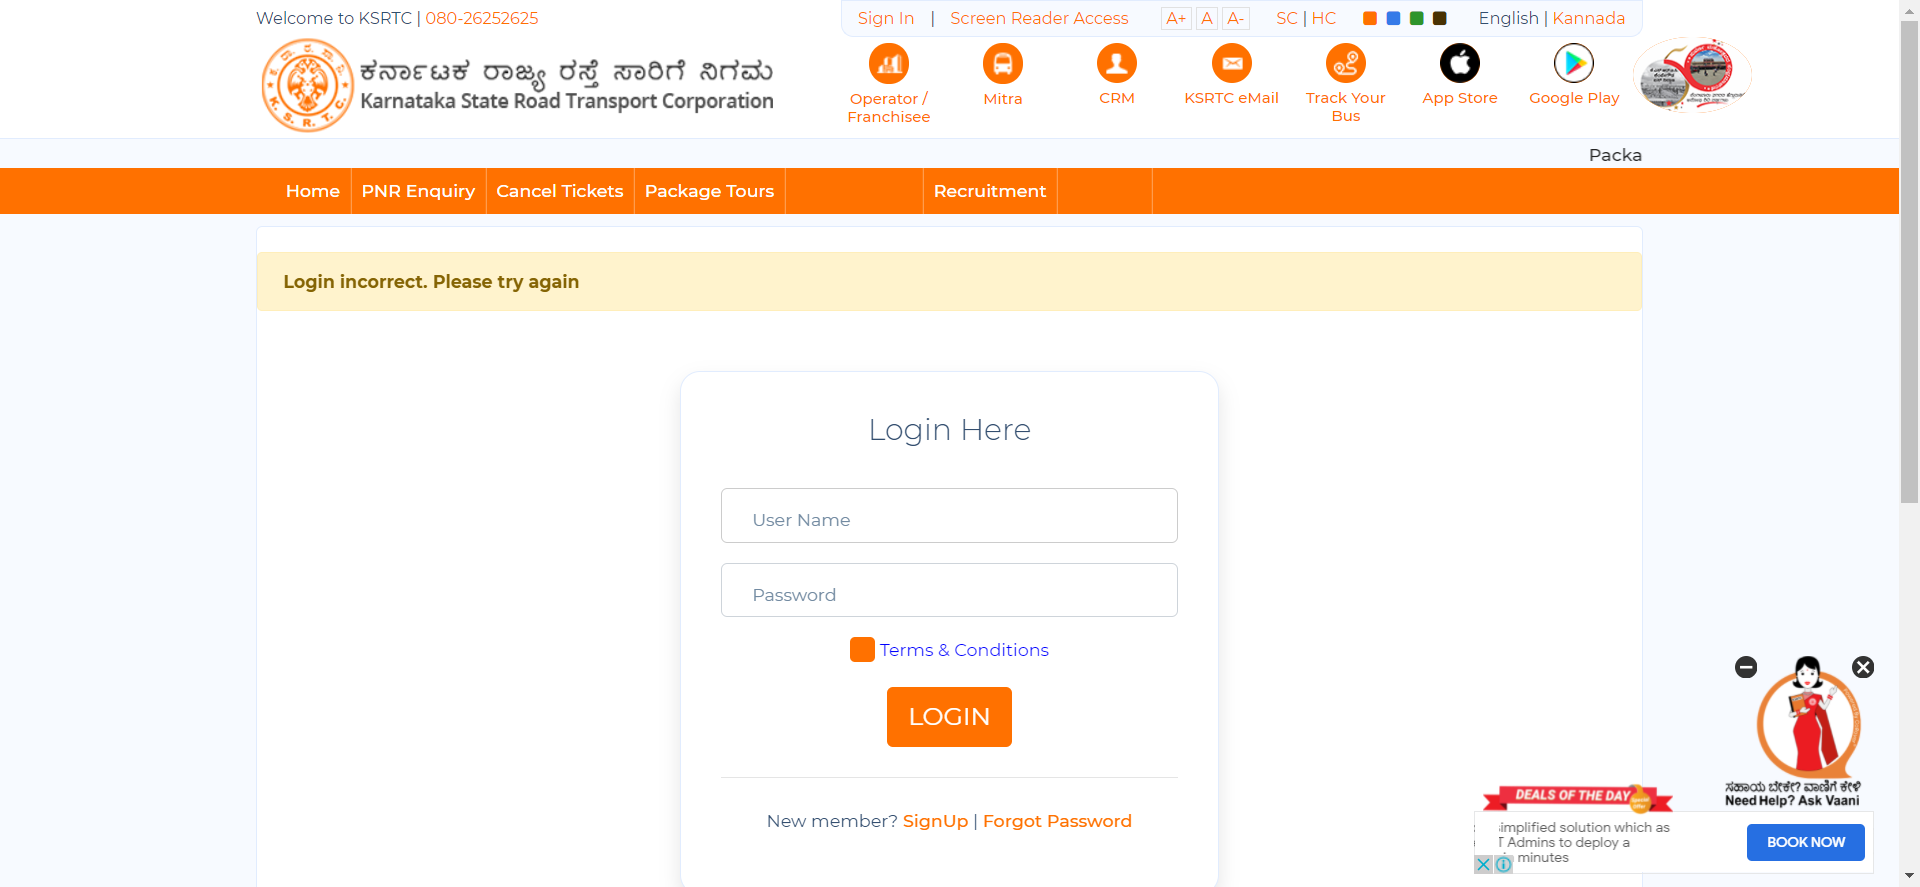 Welcome to KSRTC | 080-26252625
Sign In | Screen Reader Access A+ A A- SC | HC English | Kannada
ಕರ್ನಾಟಕ ರಾಜ್ಯ ರಸ್ತೆ ಸಾರಿಗೆ ನಿಗಮ
Karnataka State Road Transport Corporation
K. S. R. T. C.
Operator /
Franchisee
Mitra
CRM
KSRTC eMail
Track Your
Bus
App Store
Google Play
Packa
Home PNR Enquiry Cancel Tickets Package Tours Recruitment
Login incorrect. Please try again
Login Here
User Name
Password
Terms & Conditions
LOGIN
New member? SignUp | Forgot Password
ಸಹಾಯ ಬೇಕೇ? ವಾಣಿಗೆ ಕೇಳಿ
Need Help? Ask Vaani
DEALS OF THE DAY
Special
Offer
implified solution which as
T Admins to deploy a
minutes
BOOK NOW